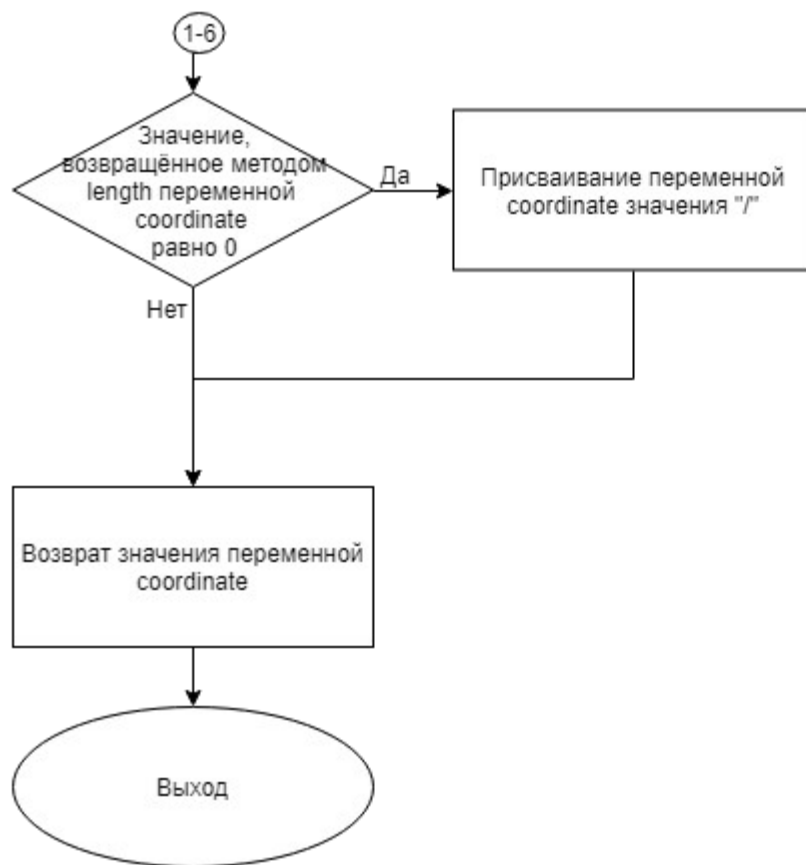 1-6
Значение,
возвращённое методом
length переменной
coordinate
равно 0
Да
Присваивание переменной
coordinate значения "/"
Нет
Возврат значения переменной
coordinate
Выход